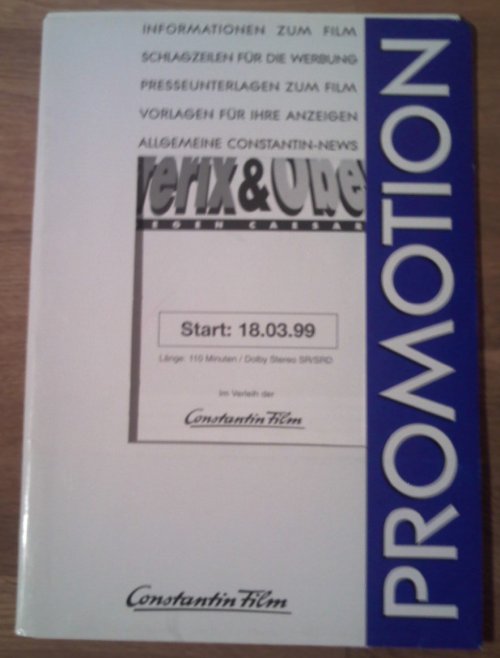 INFORMATIONEN ZUM FILM
SCHLAGZEILEN FÜR DIE WERBUNG
PRESSEUNTERLAGEN ZUM FILM
VORLAGEN FÜR IHRE ANZEIGEN
ALLGEMEINE CONSTANTIN-NEWS
terix & Obe
EGEN CAESAR
Start: 18.03.99
Länge: 110 Minuten / Dolby Stereo SR/SRD
Im Verleih der
Constantin Film
Constantin Film
PROMOTION